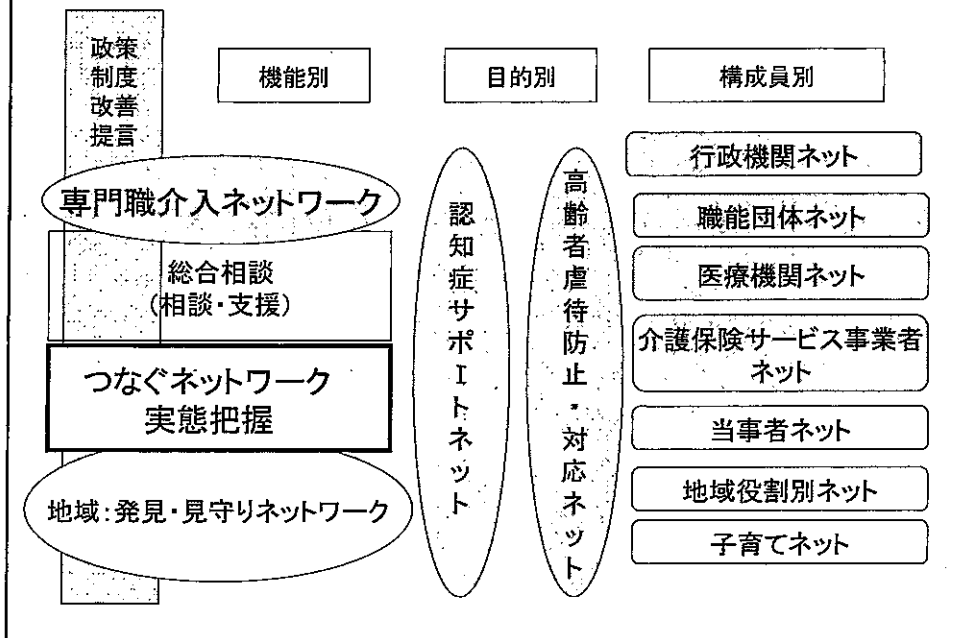 政策
制度
改善
提言
機能別
目的別
構成員別
専門職介入ネットワーク
総合相談
(相談・支援)
つなぐネットワーク
実態把握
地域:発見・見守りネットワーク
認知症サポートネット
高齢者虐待防止・対応ネット
行政機関ネット
職能団体ネット
医療機関ネット
介護保険サービス事業者
ネット
当事者ネット
地域役割別ネット
子育てネット